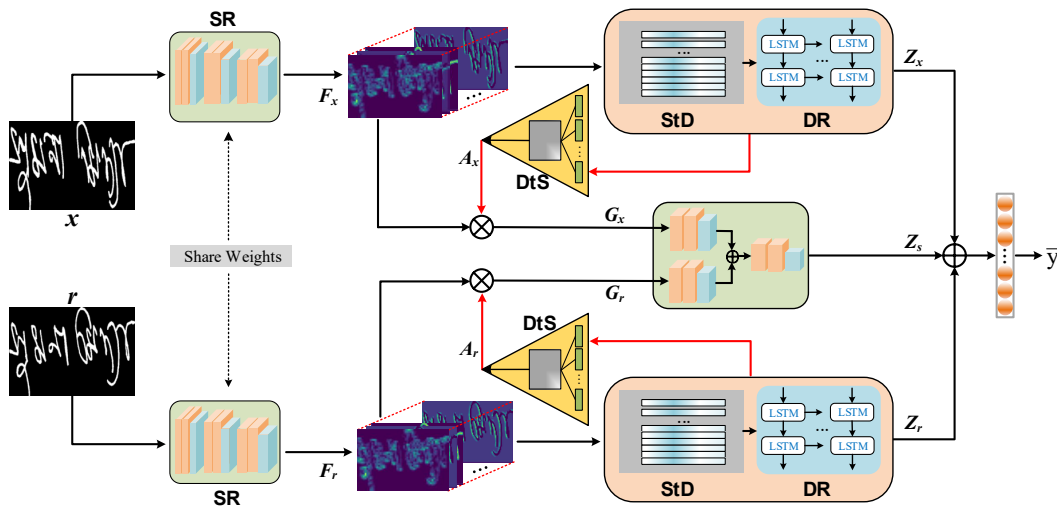 SR
F_x
StD
DR
LSTM
LSTM
...
LSTM
LSTM
Z_x
A_x
DtS
x
G_x
Share Weights
Z_s
ȳ
r
G_r
DtS
A_r
F_r
SR
LSTM
LSTM
...
LSTM
LSTM
StD
DR
Z_r